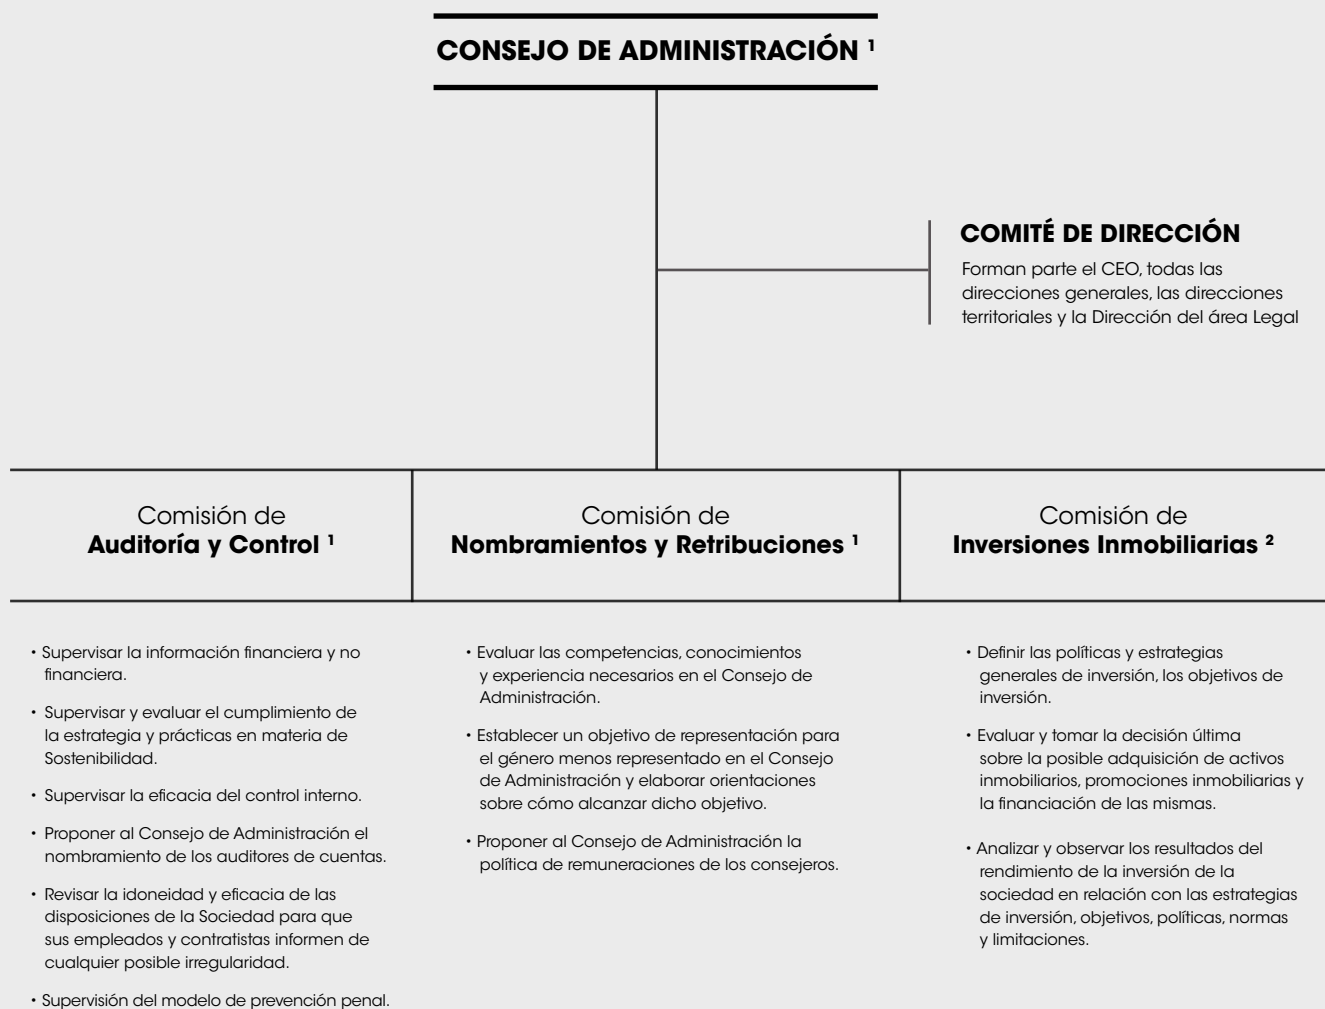 CONSEJO DE ADMINISTRACIÓN ¹
COMITÉ DE DIRECCIÓN
Forman parte el CEO, todas las
direcciones generales, las direcciones
territoriales y la Dirección del área Legal
Comisión de
Auditoría y Control ¹
Comisión de
Nombramientos y Retribuciones ¹
Comisión de
Inversiones Inmobiliarias ²
• Supervisar la información financiera y no
financiera.
• Supervisar y evaluar el cumplimiento de
la estrategia y prácticas en materia de
Sostenibilidad.
• Supervisar la eficacia del control interno.
• Proponer al Consejo de Administración el
nombramiento de los auditores de cuentas.
• Revisar la idoneidad y eficacia de las
disposiciones de la Sociedad para que
sus empleados y contratistas informen de
cualquier posible irregularidad.
• Supervisión del modelo de prevención penal.
• Evaluar las competencias, conocimientos
y experiencia necesarios en el Consejo de
Administración.
• Establecer un objetivo de representación para
el género menos representado en el Consejo
de Administración y elaborar orientaciones
sobre cómo alcanzar dicho objetivo.
• Proponer al Consejo de Administración la
política de remuneraciones de los consejeros.
• Definir las políticas y estrategias
generales de inversión, los objetivos de
inversión.
• Evaluar y tomar la decisión última
sobre la posible adquisición de activos
inmobiliarios, promociones inmobiliarias y
la financiación de las mismas.
• Analizar y observar los resultados del
rendimiento de la inversión de la
sociedad en relación con las estrategias
de inversión, objetivos, políticas, normas
y limitaciones.